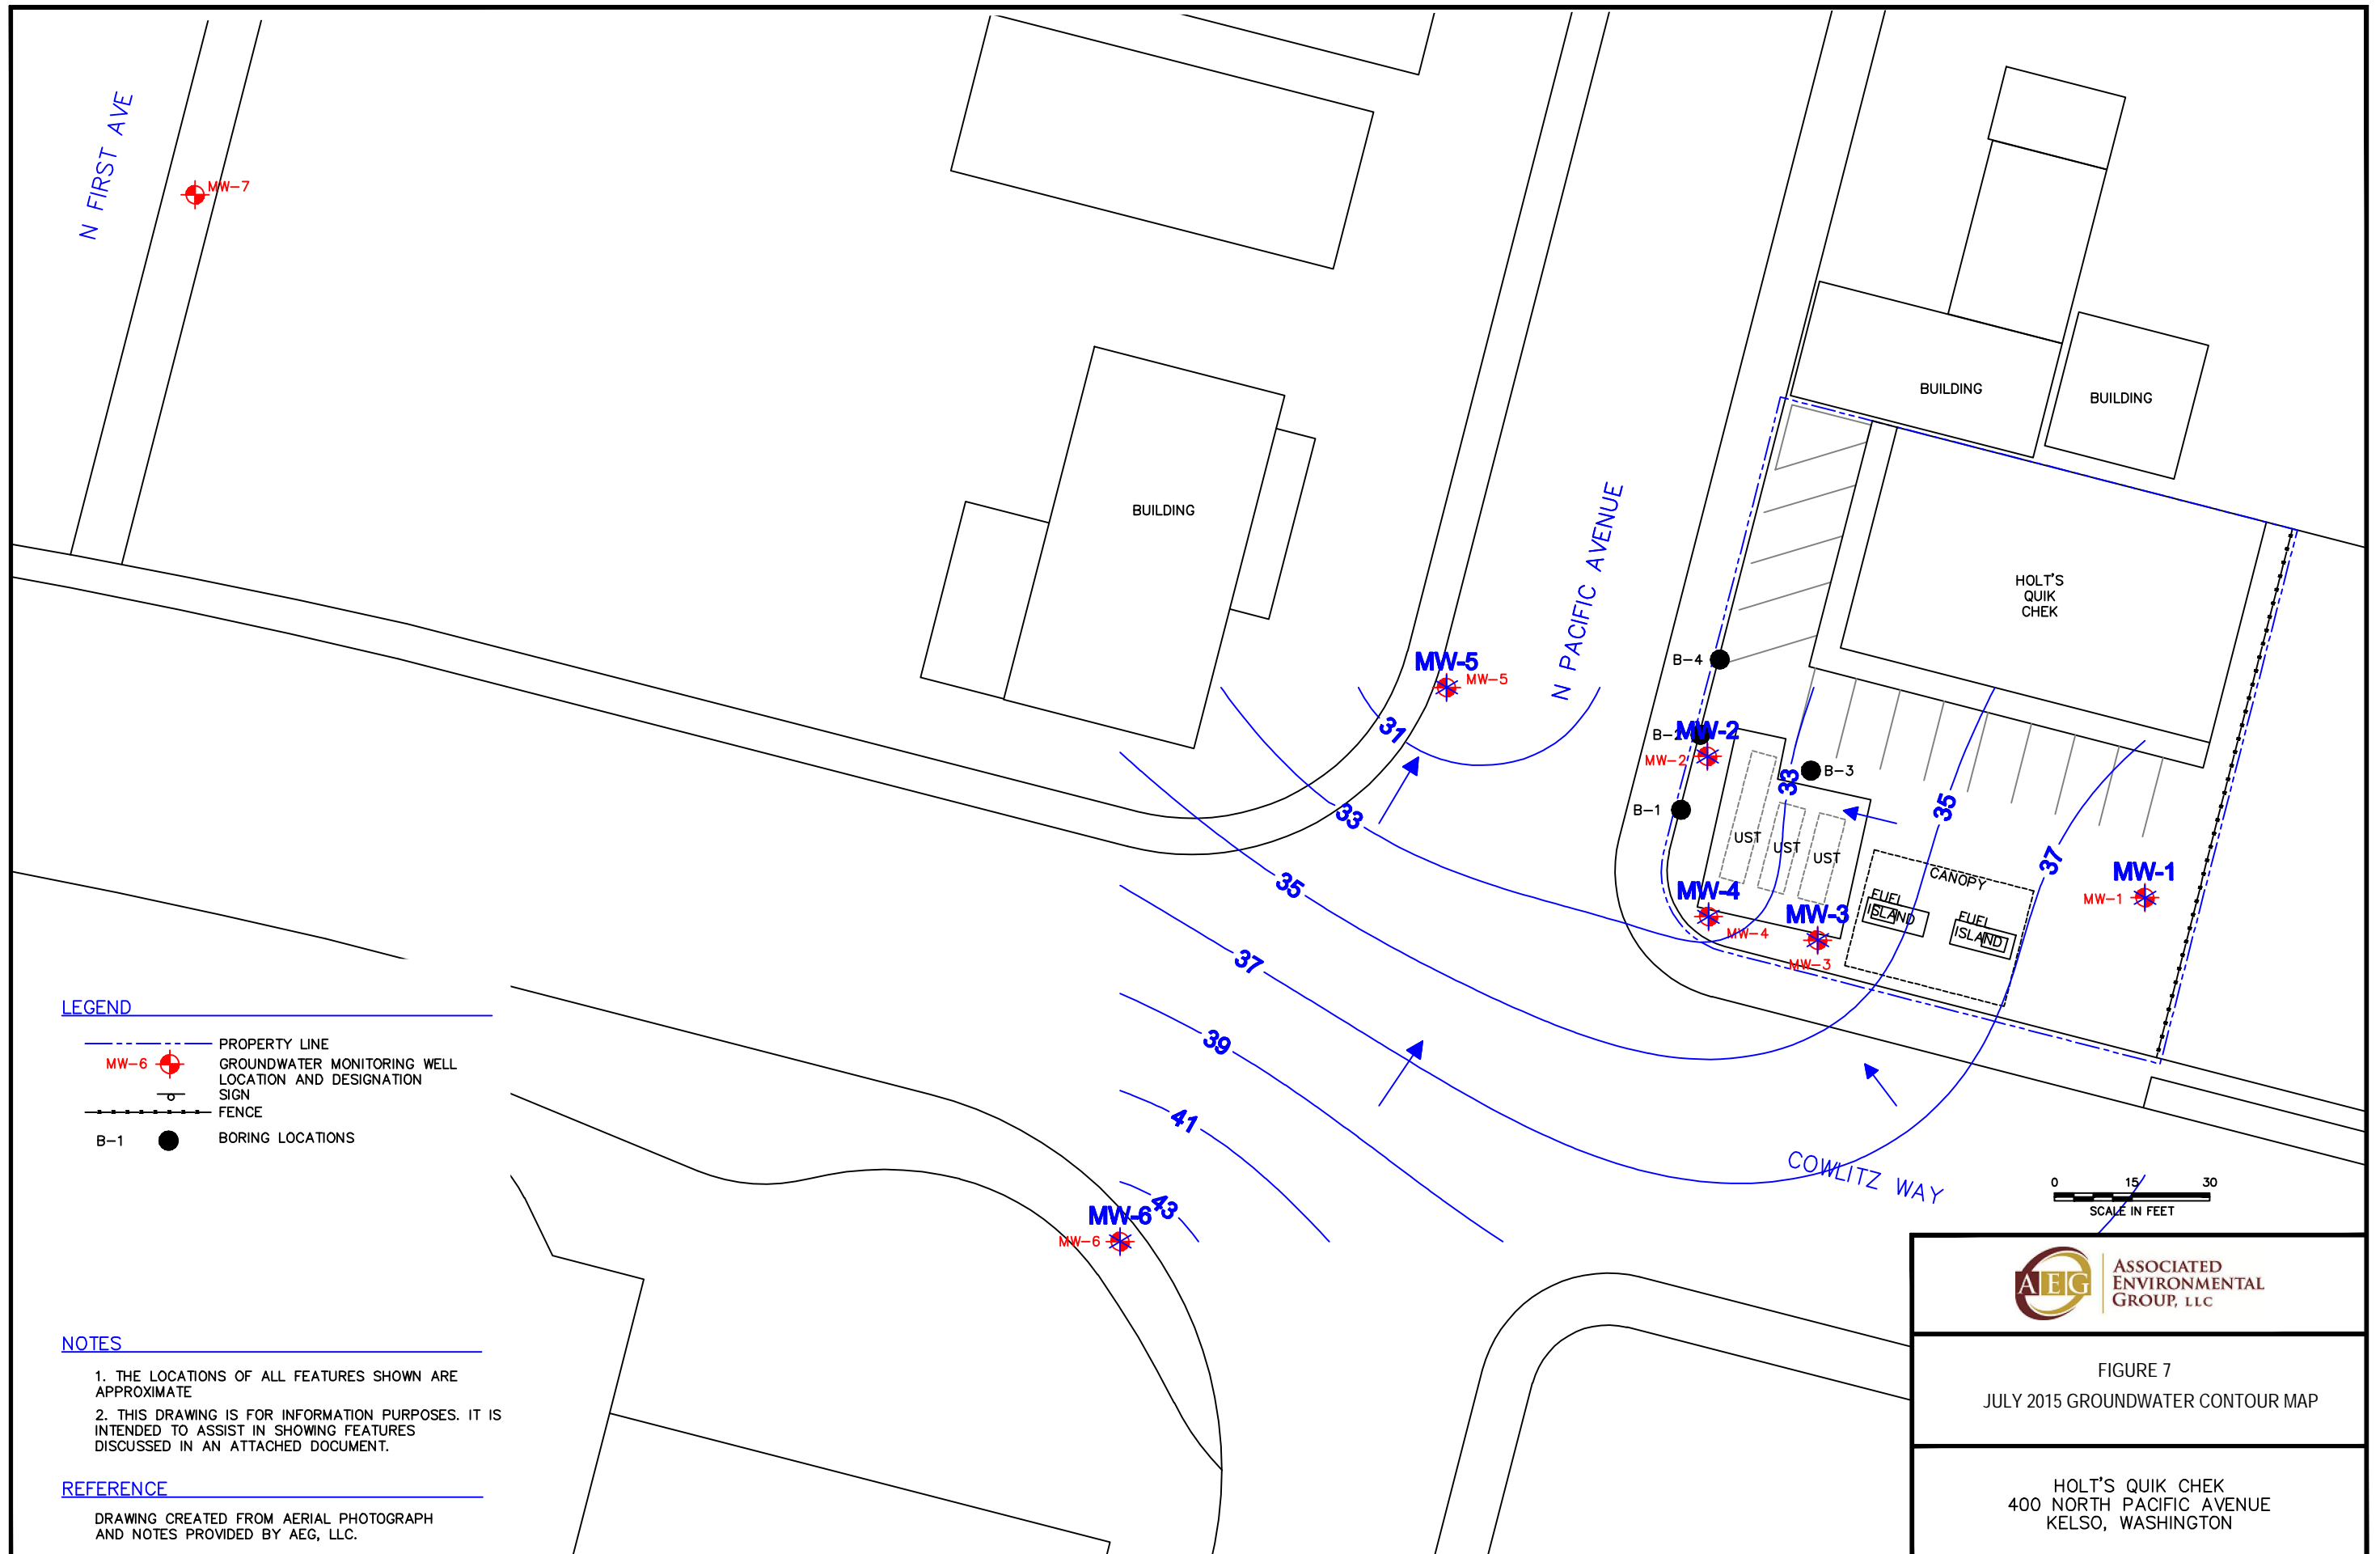 N FIRST AVE
MW-7
BUILDING
BUILDING
BUILDING
HOLT'S
QUIK
CHEK
N PACIFIC AVENUE
MW-5
MW-5
B-4
B-2
MW-2
MW-2
B-3
B-1
UST
UST
UST
31
33
33
35
35
37
37
39
41
43
CANOPY
FUEL
ISLAND
FUEL
ISLAND
MW-1
MW-1
MW-4
MW-4
MW-3
MW-3
MW-6
MW-6
COWLITZ WAY
0 15 30
SCALE IN FEET
LEGEND
PROPERTY LINE
MW-6 GROUNDWATER MONITORING WELL
LOCATION AND DESIGNATION
SIGN
FENCE
B-1 BORING LOCATIONS
NOTES
1. THE LOCATIONS OF ALL FEATURES SHOWN ARE
APPROXIMATE
2. THIS DRAWING IS FOR INFORMATION PURPOSES. IT IS
INTENDED TO ASSIST IN SHOWING FEATURES
DISCUSSED IN AN ATTACHED DOCUMENT.
REFERENCE
DRAWING CREATED FROM AERIAL PHOTOGRAPH
AND NOTES PROVIDED BY AEG, LLC.
AEG
ASSOCIATED
ENVIRONMENTAL
GROUP, LLC
FIGURE 7
JULY 2015 GROUNDWATER CONTOUR MAP
HOLT'S QUIK CHEK
400 NORTH PACIFIC AVENUE
KELSO, WASHINGTON